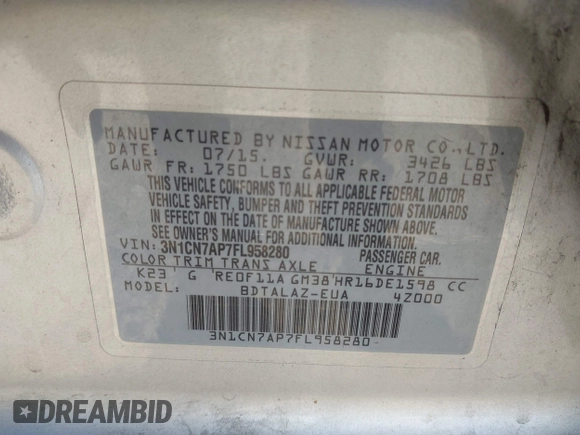 MANUFACTURED BY NISSAN MOTOR CO.,LTD.
DATE: 07/15. GVWR: 3426 LBS
GAWR FR: 1750 LBS GAWR RR: 1708 LBS
THIS VEHICLE CONFORMS TO ALL APPLICABLE FEDERAL MOTOR
VEHICLE SAFETY, BUMPER AND THEFT PREVENTION STANDARDS
IN EFFECT ON THE DATE OF MANUFACTURE SHOWN ABOVE.
SEE OWNER'S MANUAL FOR ADDITIONAL INFORMATION.
VIN: 3N1CN7AP7FL958280 PASSENGER CAR.
COLOR TRIM TRANS AXLE ENGINE
K23 G RE0F11A GM38 HR16DE1598 CC
MODEL: BDTALAZ-EUA 4Z000
3N1CN7AP7FL958280
DREAMBID